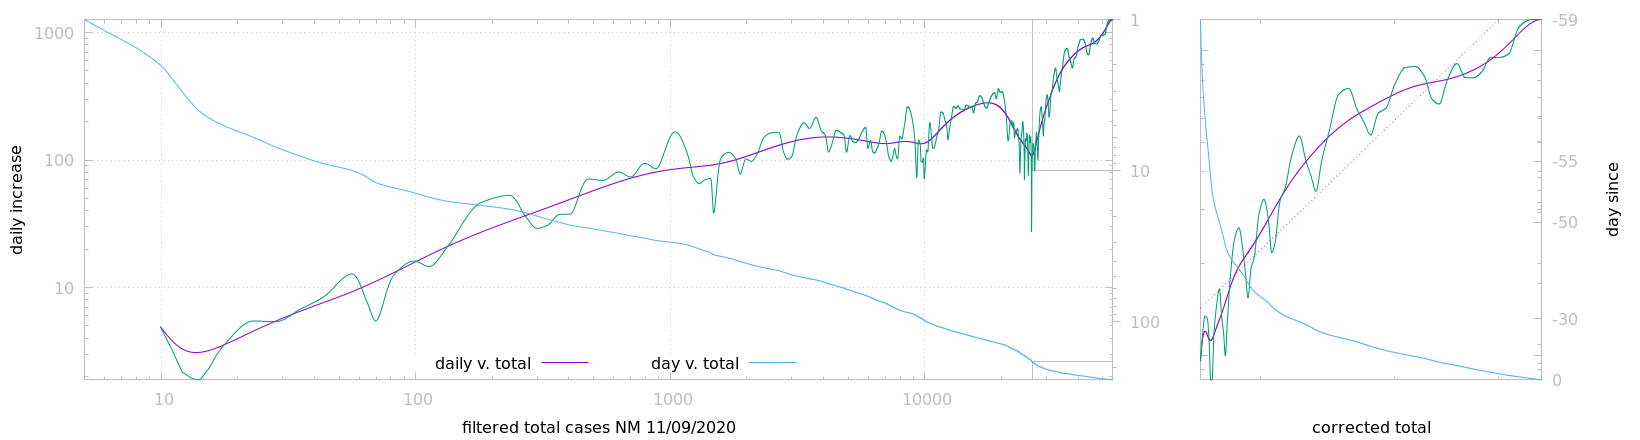 1000
100
10
daily increase
10
100
1000
10000
filtered total cases NM 11/09/2020
daily v. total
day v. total
1
10
100
-59
-55
-50
-30
0
day since
corrected total